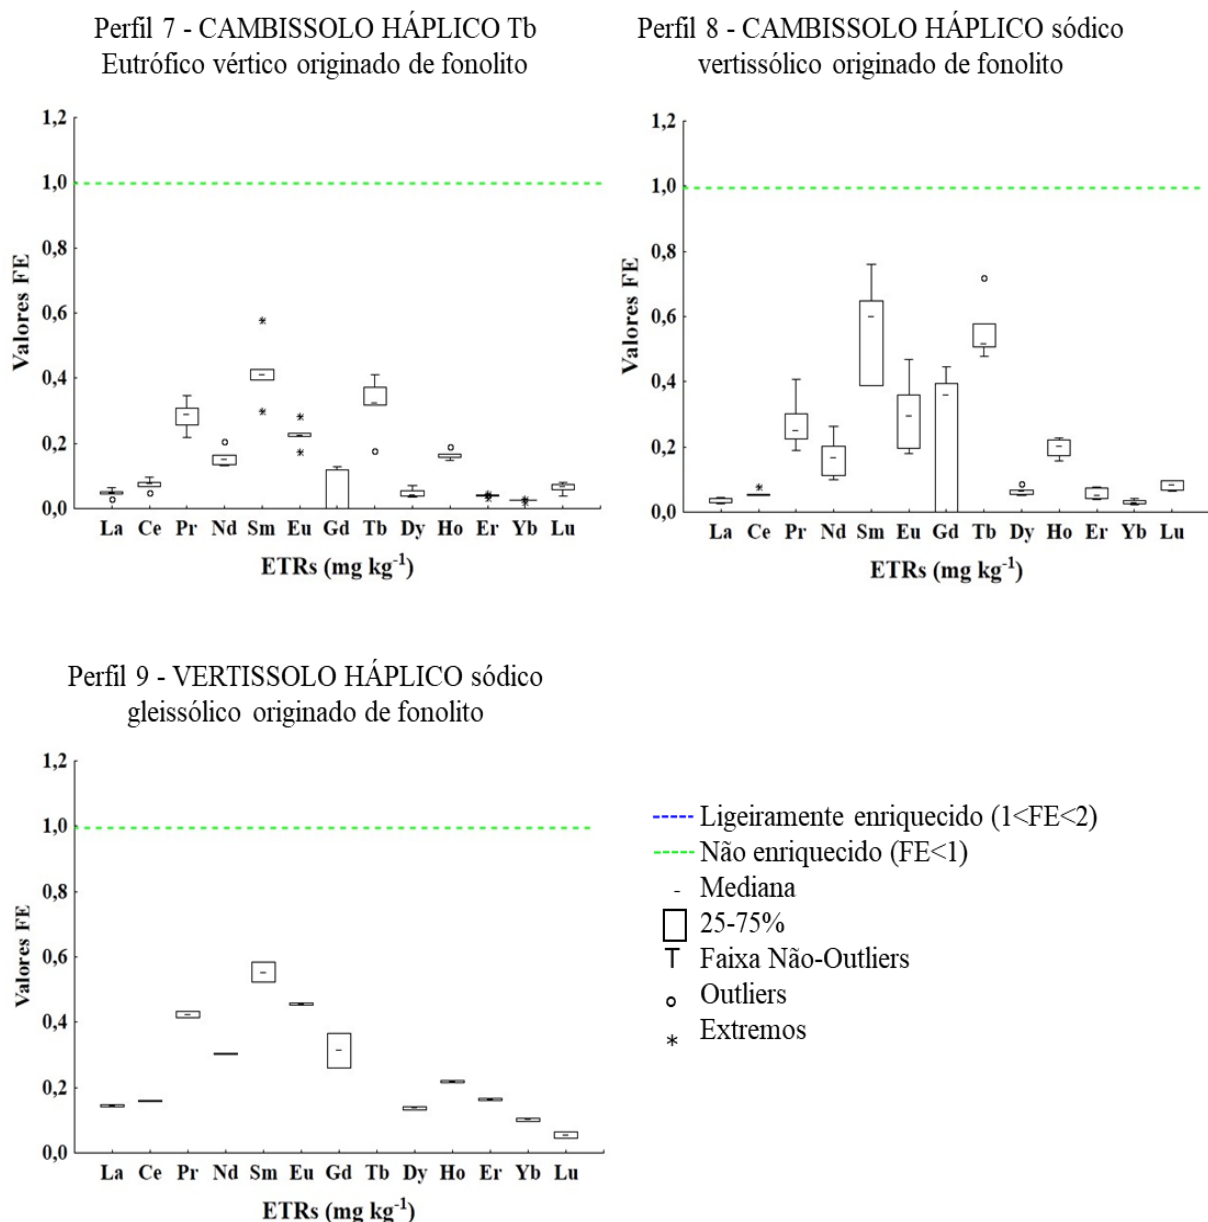 Perfil 7 - CAMBISSOLO HÁPLICO Tb
Eutrófico vértico originado de fonolito
1,2
1,0
0,8
0,6
0,4
0,2
0,0
Valores FE
La Ce Pr Nd Sm Eu Gd Tb Dy Ho Er Yb Lu
ETRs (mg kg⁻¹)
Perfil 8 - CAMBISSOLO HÁPLICO sódico
vertissólico originado de fonolito
1,2
1,0
0,8
0,6
0,4
0,2
0,0
Valores FE
La Ce Pr Nd Sm Eu Gd Tb Dy Ho Er Yb Lu
ETRs (mg kg⁻¹)
Perfil 9 - VERTISSOLO HÁPLICO sódico
gleissólico originado de fonolito
1,2
1,0
0,8
0,6
0,4
0,2
0,0
Valores FE
La Ce Pr Nd Sm Eu Gd Tb Dy Ho Er Yb Lu
ETRs (mg kg⁻¹)
Ligeiramente enriquecido (1<FE<2)
Não enriquecido (FE<1)
Mediana
25-75%
Faixa Não-Outliers
Outliers
Extremos